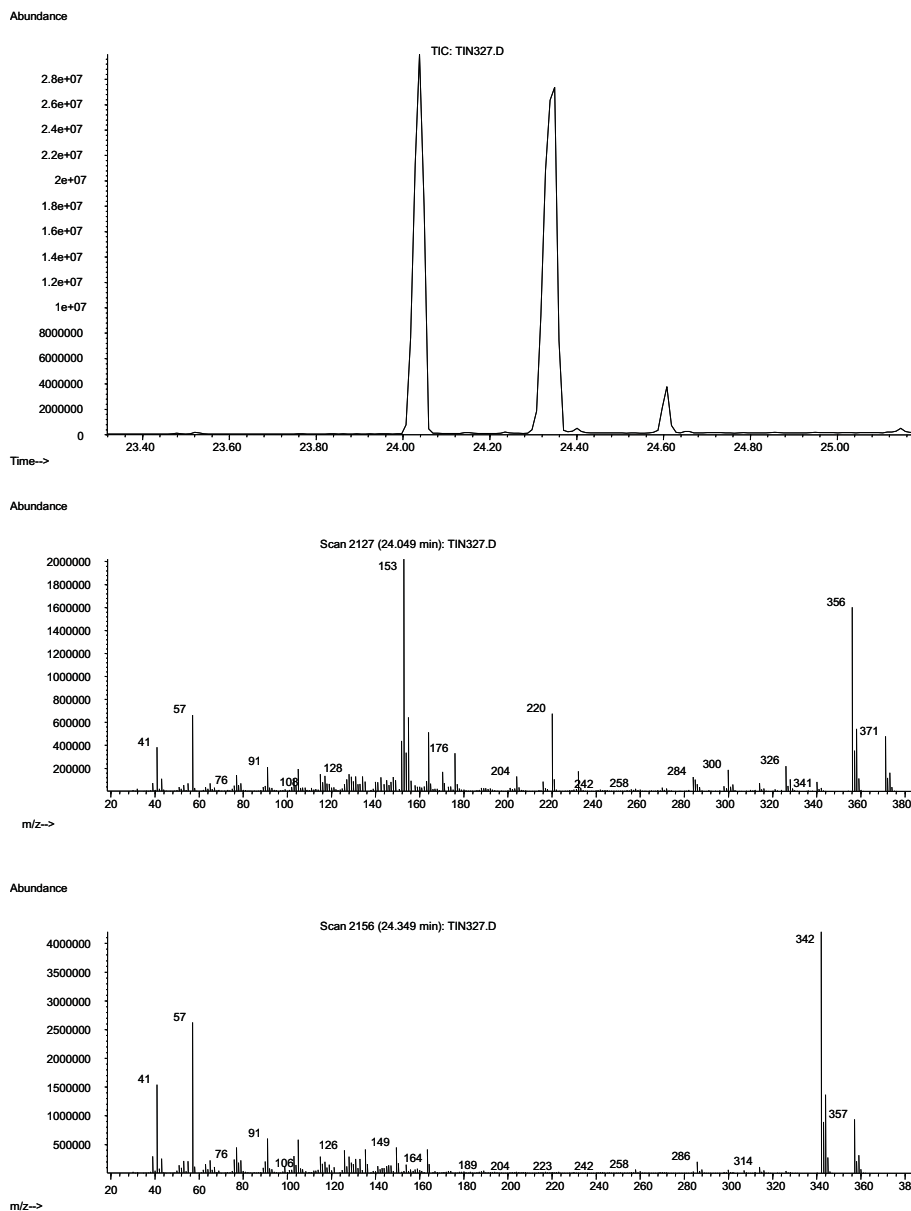 Abundance
TIC: TIN327.D
2.8e+07
2.6e+07
2.4e+07
2.2e+07
2e+07
1.8e+07
1.6e+07
1.4e+07
1.2e+07
1e+07
8000000
6000000
4000000
2000000
0
23.40 23.60 23.80 24.00 24.20 24.40 24.60 24.80 25.00
Time-->
Abundance
Scan 2127 (24.049 min): TIN327.D
2000000
1800000
1600000
1400000
1200000
1000000
800000
600000
400000
200000
153
356
57
220
371
41
176
91
326
128
300
204
284
76
108
242
258
341
20 40 60 80 100 120 140 160 180 200 220 240 260 280 300 320 340 360 380
m/z-->
Abundance
Scan 2156 (24.349 min): TIN327.D
4000000
3500000
3000000
2500000
2000000
1500000
1000000
500000
342
57
41
357
91
149
126
76
106
164
286
189
204
223
242
258
314
20 40 60 80 100 120 140 160 180 200 220 240 260 280 300 320 340 360 380
m/z-->